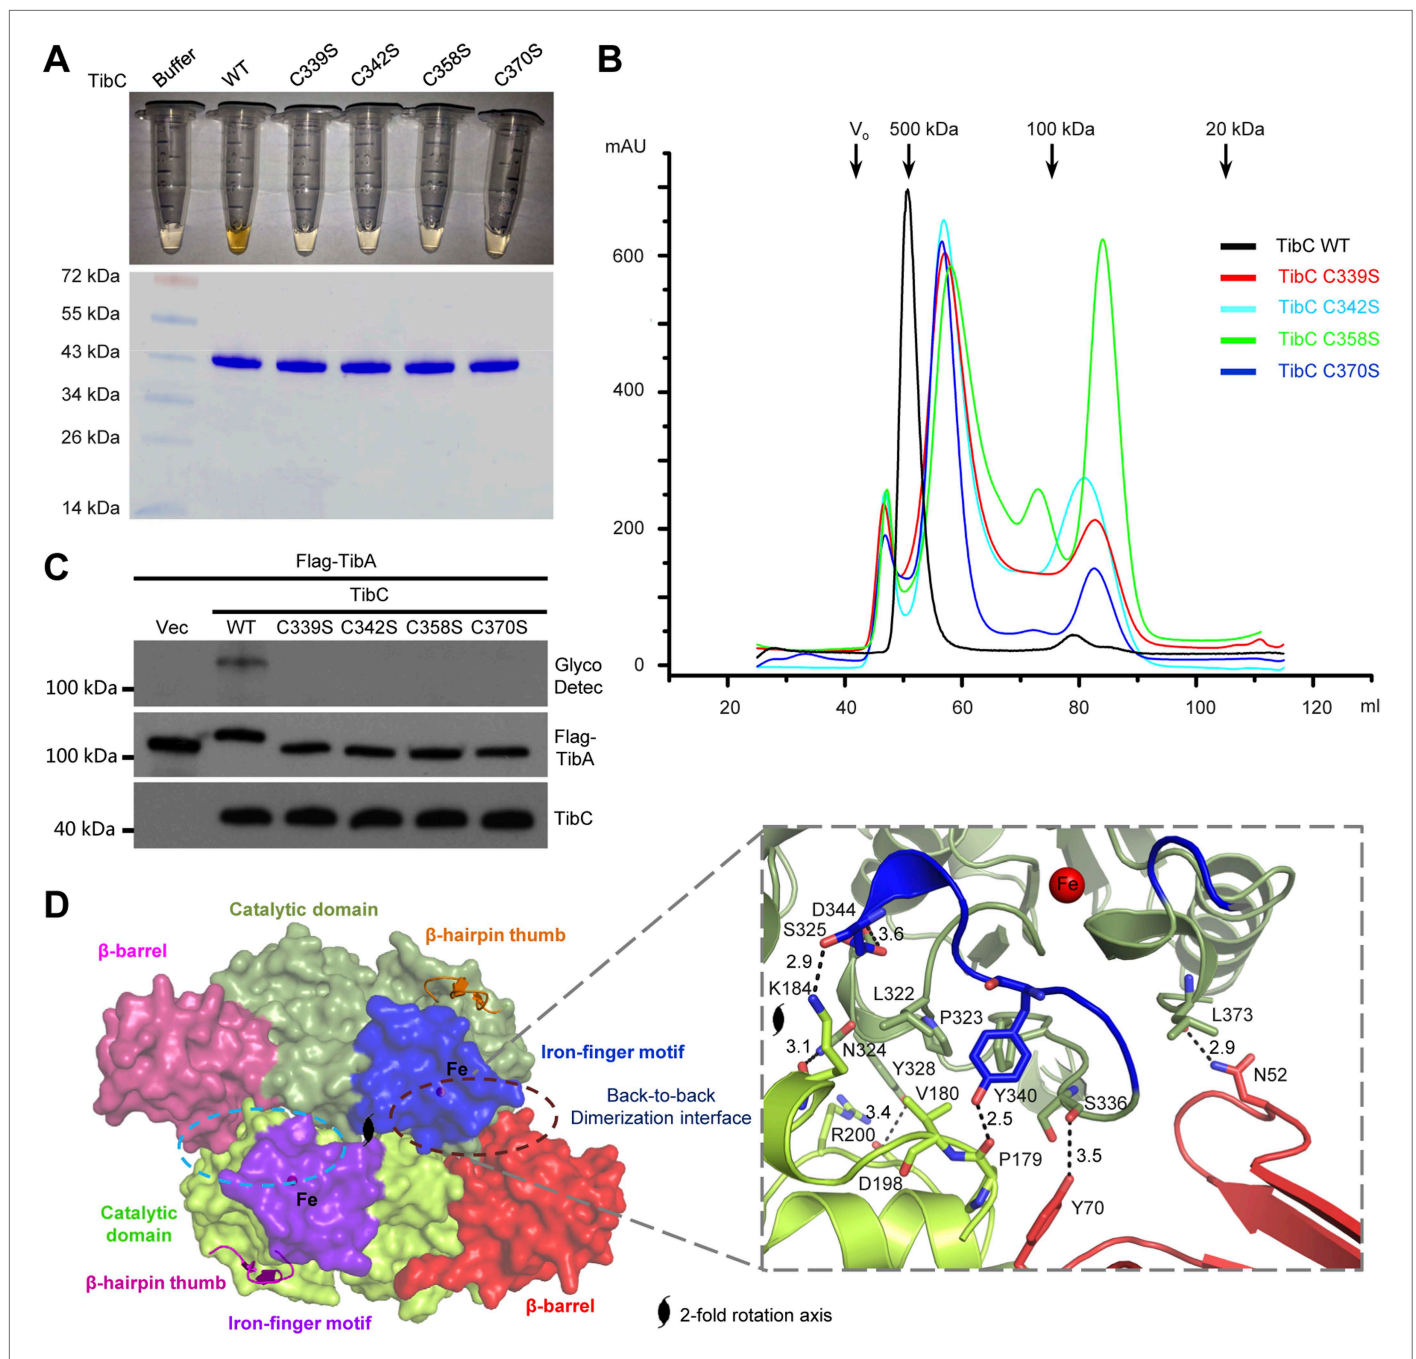 A
TibC
Buffer
WT
C339S
C342S
C358S
C370S
72 kDa
55 kDa
43 kDa
34 kDa
26 kDa
14 kDa
B
mAU
Vo
500 kDa
100 kDa
20 kDa
600
400
200
0
20
40
60
80
100
120
ml
TibC WT
TibC C339S
TibC C342S
TibC C358S
TibC C370S
C
Flag-TibA
TibC
Vec
WT
C339S
C342S
C358S
C370S
100 kDa
Glyco
Detec
100 kDa
Flag-
TibA
40 kDa
TibC
D
Catalytic domain
β-barrel
β-hairpin thumb
Iron-finger motif
Fe
Back-to-back
Dimerization interface
Fe
Catalytic
domain
β-hairpin thumb
Iron-finger motif
β-barrel
2-fold rotation axis
Fe
D344
S325
3.6
2.9
K184
L322
P323
L373
3.1
N324
2.9
N52
Y328
V180
Y340
S336
3.4
2.5
R200
P179
3.5
D198
Y70